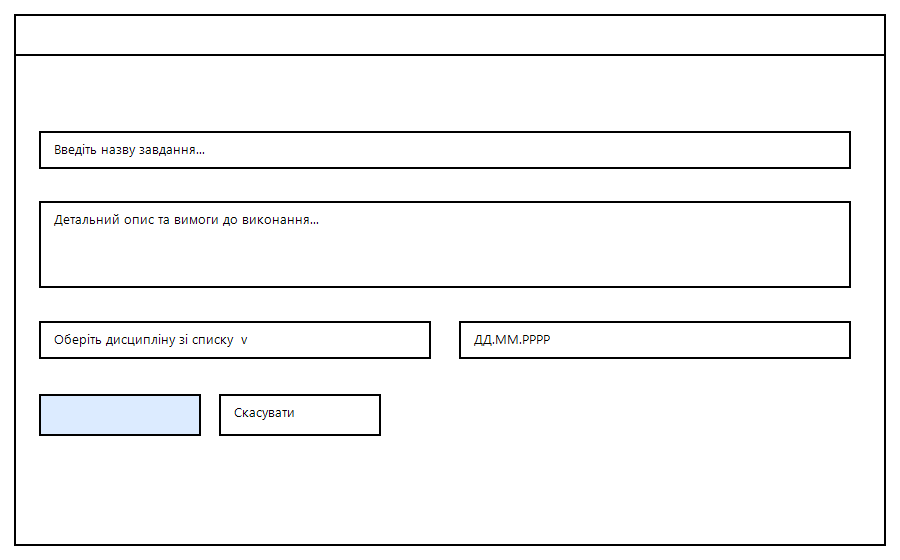 Введіть назву завдання...
Детальний опис та вимоги до виконання...
Оберіть дисципліну зі списку v
ДД.ММ.РРРР
Скасувати